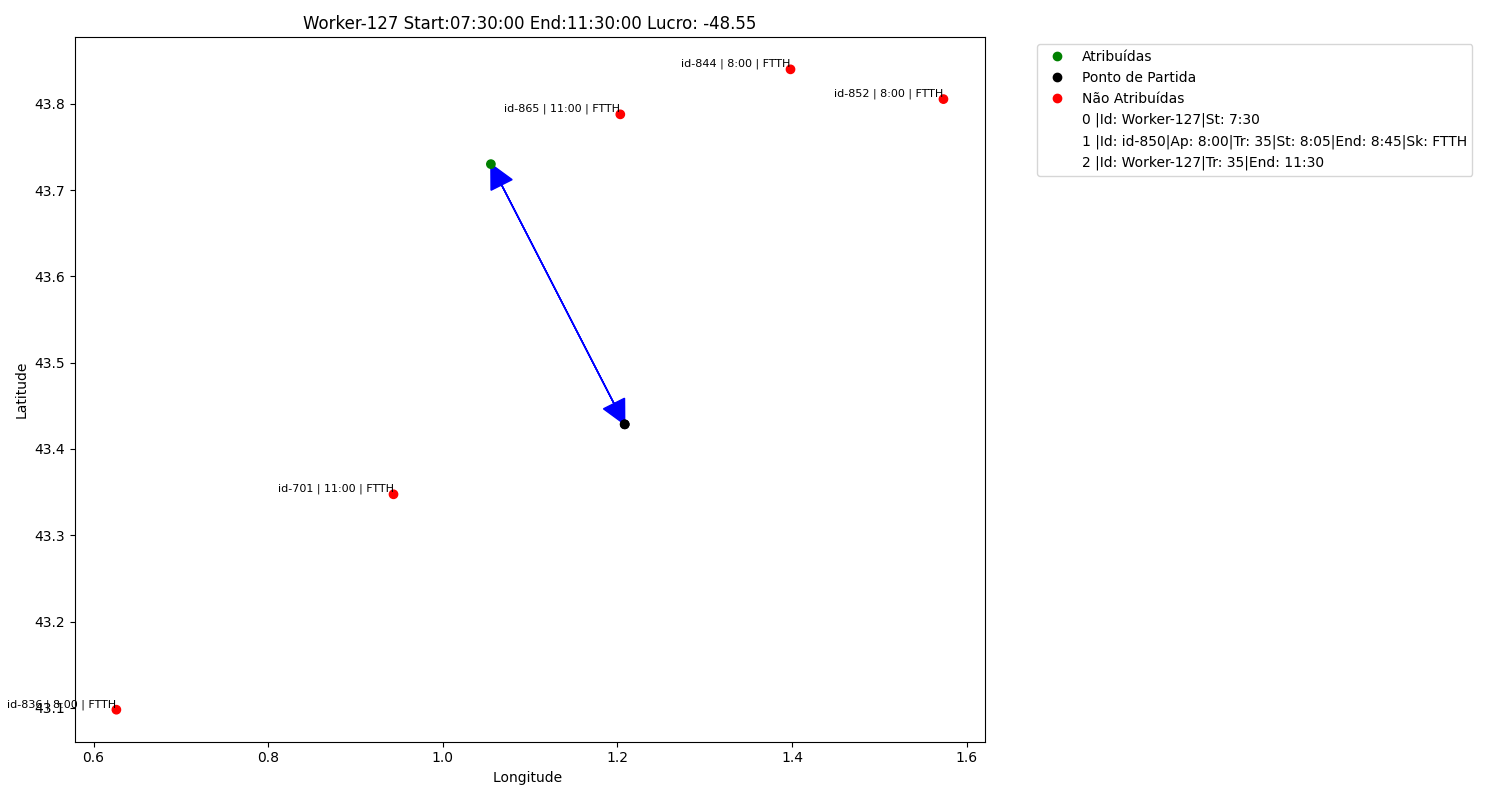 Worker-127 Start:07:30:00 End:11:30:00 Lucro: -48.55
id-844 | 8:00 | FTTH
id-852 | 8:00 | FTTH
id-865 | 11:00 | FTTH
id-701 | 11:00 | FTTH
id-836 | 8:00 | FTTH
43.8
43.7
43.6
43.5
43.4
43.3
43.2
43.1
Latitude
0.6 0.8 1.0 1.2 1.4 1.6
Longitude
Atribuídas
Ponto de Partida
Não Atribuídas
0 |Id: Worker-127|St: 7:30
1 |Id: id-850|Ap: 8:00|Tr: 35|St: 8:05|End: 8:45|Sk: FTTH
2 |Id: Worker-127|Tr: 35|End: 11:30